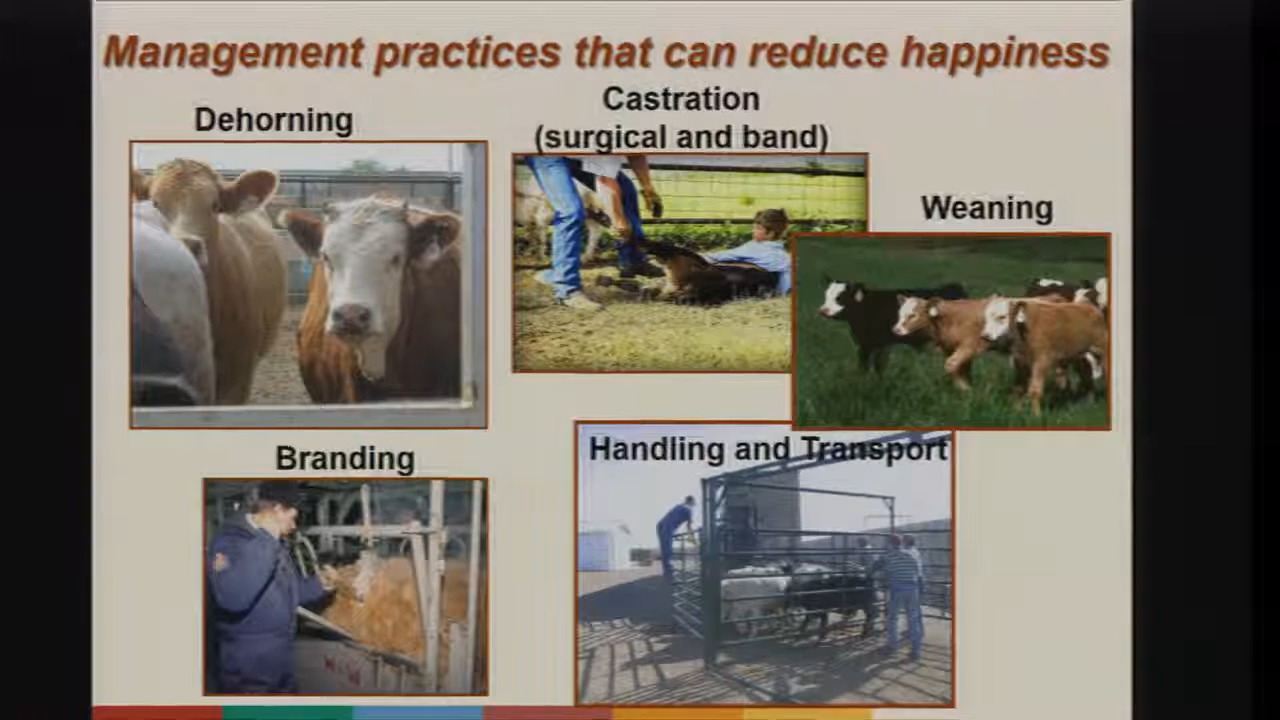 Management practices that can reduce happiness
Dehorning
Castration
(surgical and band)
Weaning
Branding
Handling and Transport